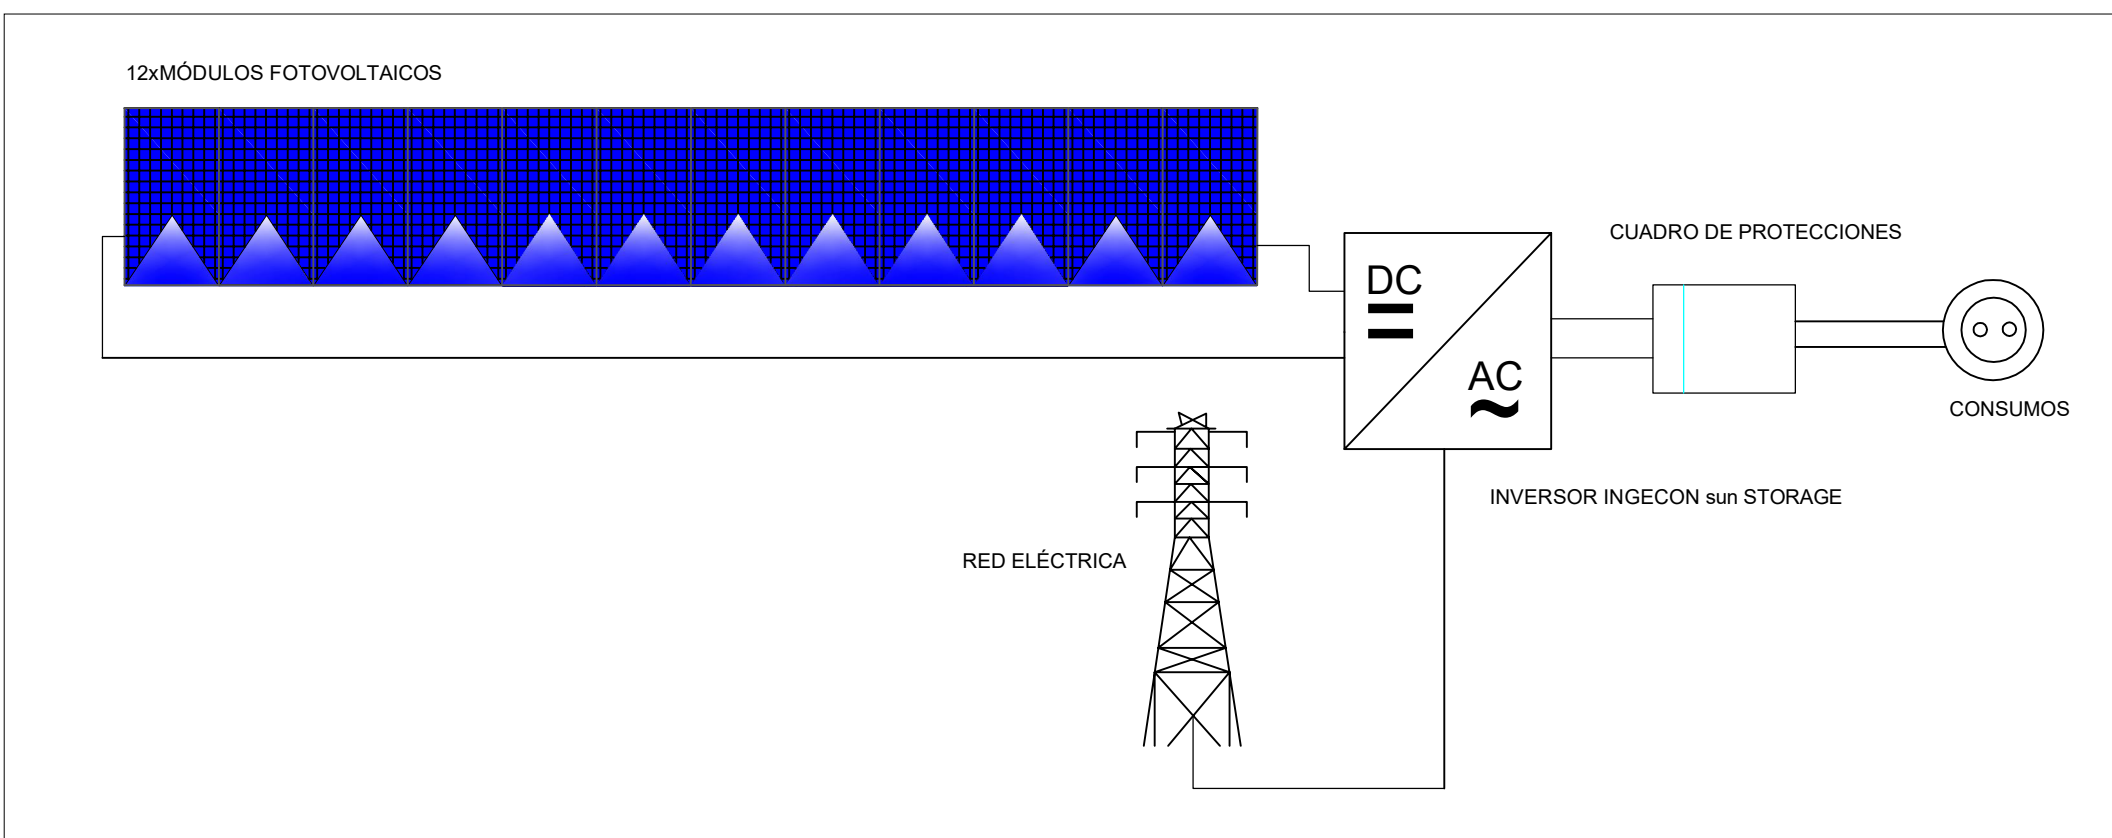 12xMÓDULOS FOTOVOLTAICOS
CUADRO DE PROTECCIONES
DC
AC
CONSUMOS
INVERSOR INGECON sun STORAGE
RED ELÉCTRICA